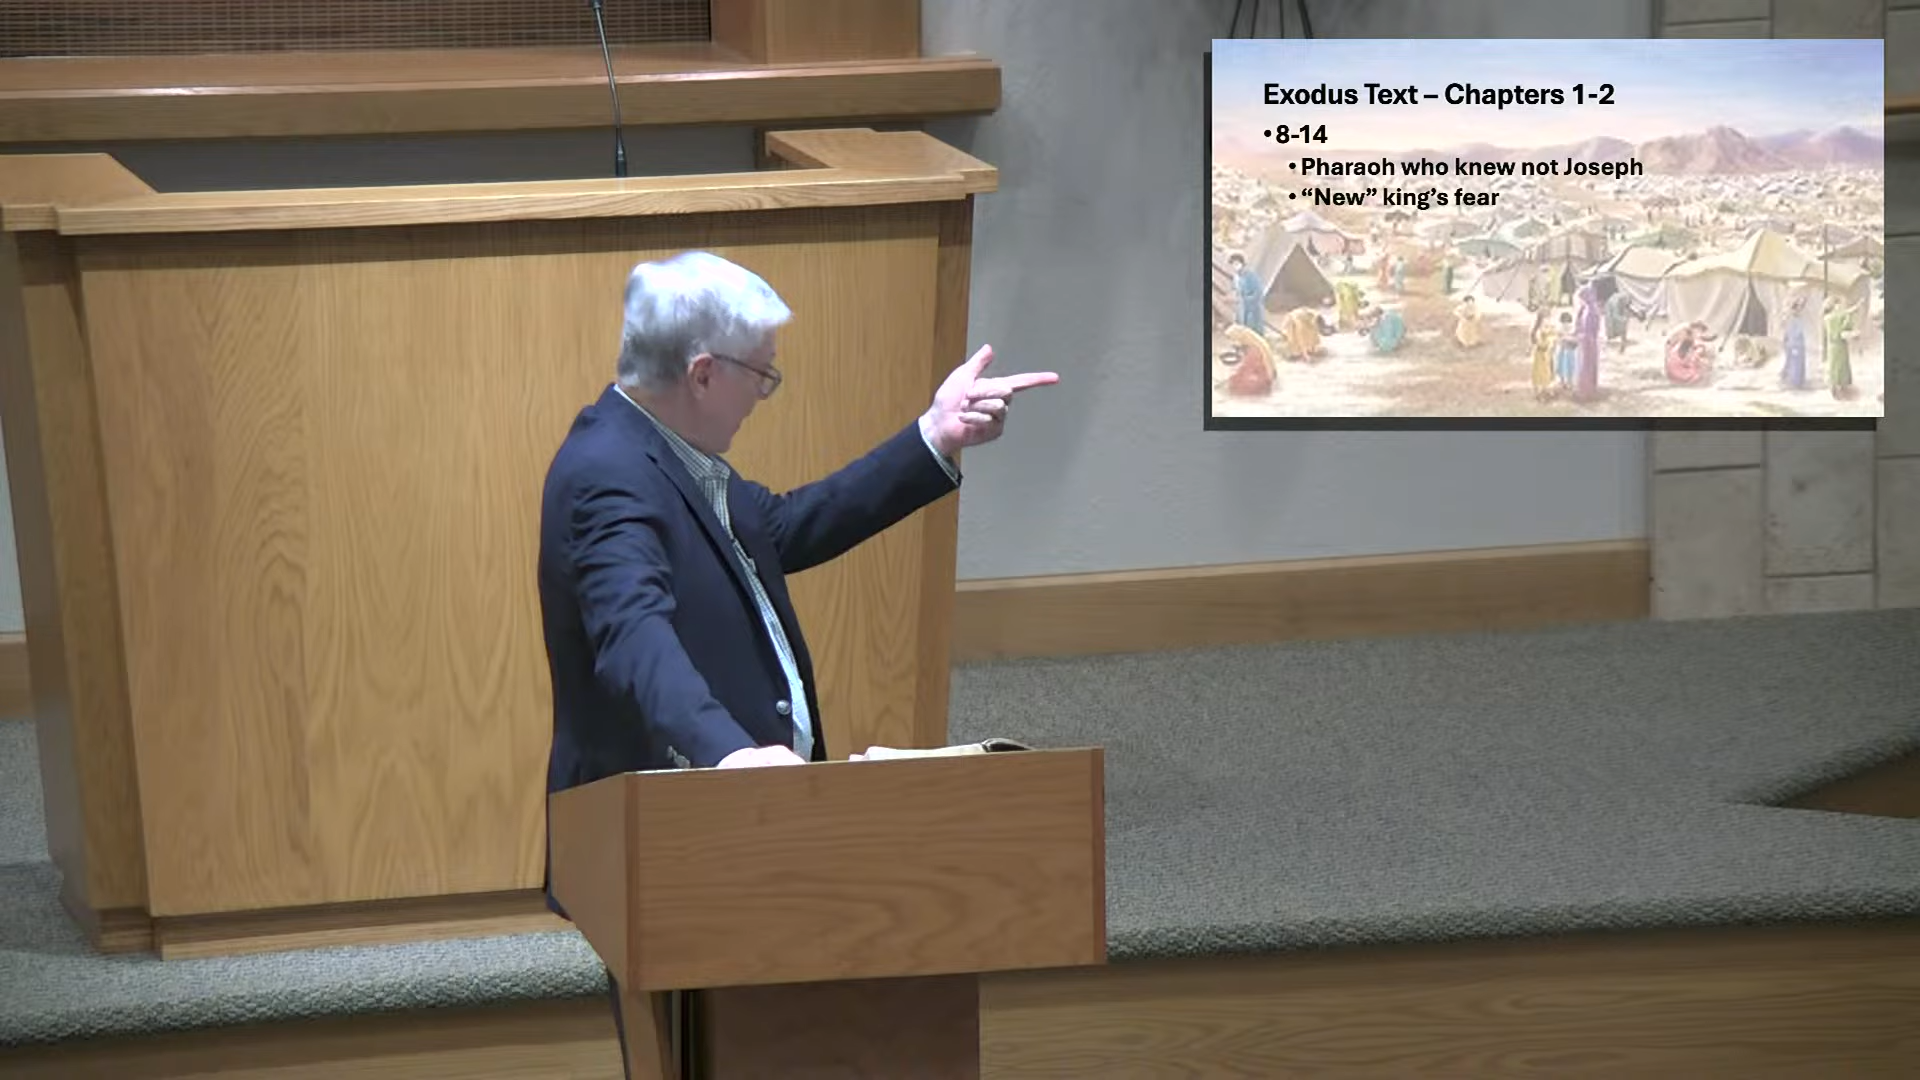 Exodus Text – Chapters 1-2
•8-14
•Pharaoh who knew not Joseph
•“New” king’s fear